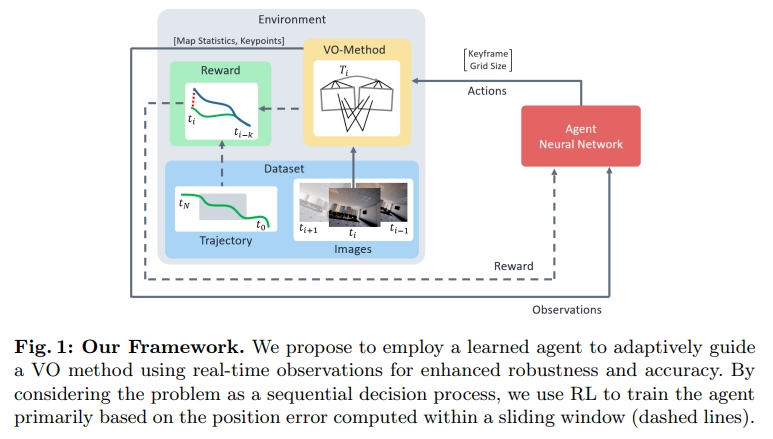 Environment
[Map Statistics, Keypoints]
VO-Method
T_i
Reward
t_i
t_{i-k}
[Keyframe
Grid Size]
Actions
Agent
Neural Network
Dataset
t_N
t_0
Trajectory
t_{i+1}
t_i
t_{i-1}
Images
Reward
Observations
Fig. 1: Our Framework. We propose to employ a learned agent to adaptively guide
a VO method using real-time observations for enhanced robustness and accuracy. By
considering the problem as a sequential decision process, we use RL to train the agent
primarily based on the position error computed within a sliding window (dashed lines).